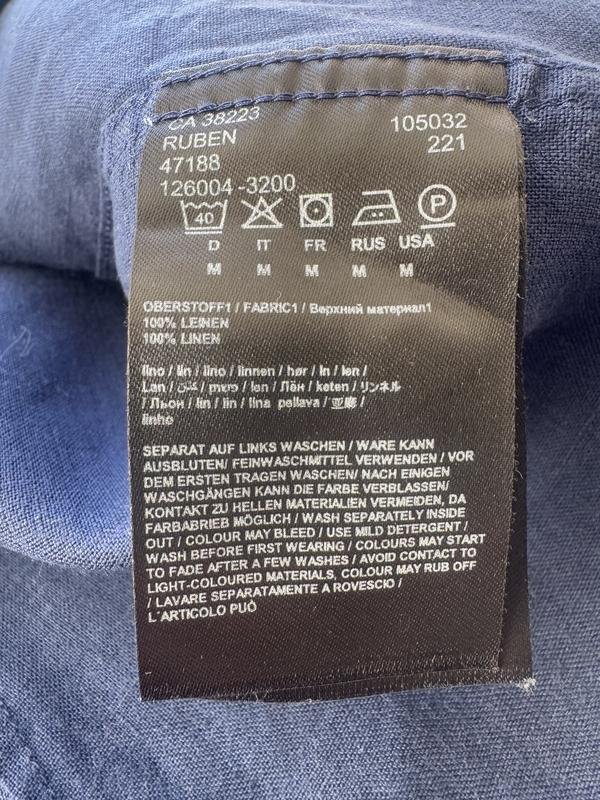 CA 38223
RUBEN 105032
47188 221
126004-3200
40 P
D IT FR RUS USA
M M M M M
OBERSTOFF1 / FABRIC1 / Верхний материал1
100% LEINEN
100% LINEN
lino / lin / lino / linnen / hør / ln / len /
Lan / كتان / פשתן / len / Лён / keten / リンネル
/ Льон / lin / lin / lina pellava / 亚麻 /
linho
SEPARAT AUF LINKS WASCHEN / WARE KANN
AUSBLUTEN/ FEINWASCHMITTEL VERWENDEN / VOR
DEM ERSTEN TRAGEN WASCHEN/ NACH EINIGEN
WASCHGÄNGEN KANN DIE FARBE VERBLASSEN/
KONTAKT ZU HELLEN MATERIALIEN VERMEIDEN, DA
FARBABRIEB MÖGLICH / WASH SEPARATELY INSIDE
OUT / COLOUR MAY BLEED / USE MILD DETERGENT /
WASH BEFORE FIRST WEARING / COLOURS MAY START
TO FADE AFTER A FEW WASHES / AVOID CONTACT TO
LIGHT-COLOURED MATERIALS, COLOUR MAY RUB OFF
/ LAVARE SEPARATAMENTE A ROVESCIO /
L´ARTICOLO PUÒ